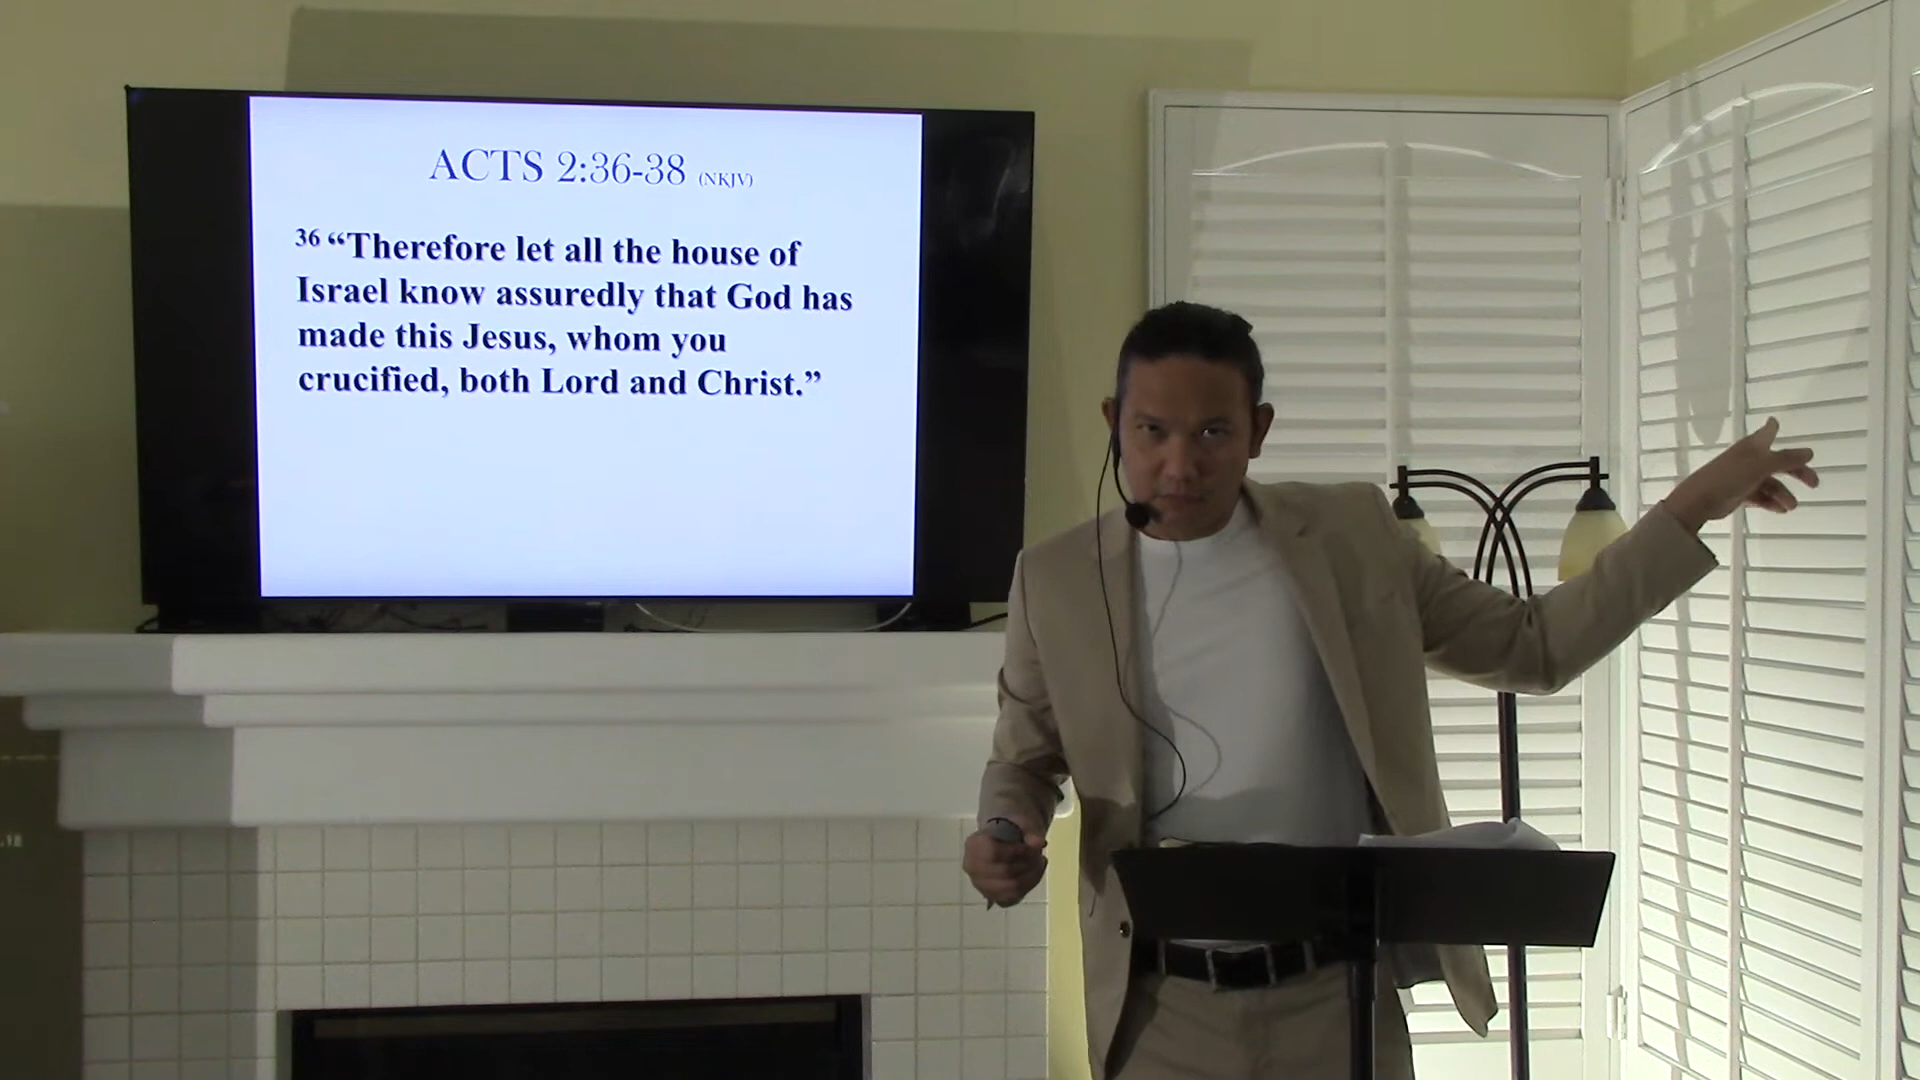 ACTS 2:36-38 (NKJV)
36 “Therefore let all the house of
Israel know assuredly that God has
made this Jesus, whom you
crucified, both Lord and Christ.”